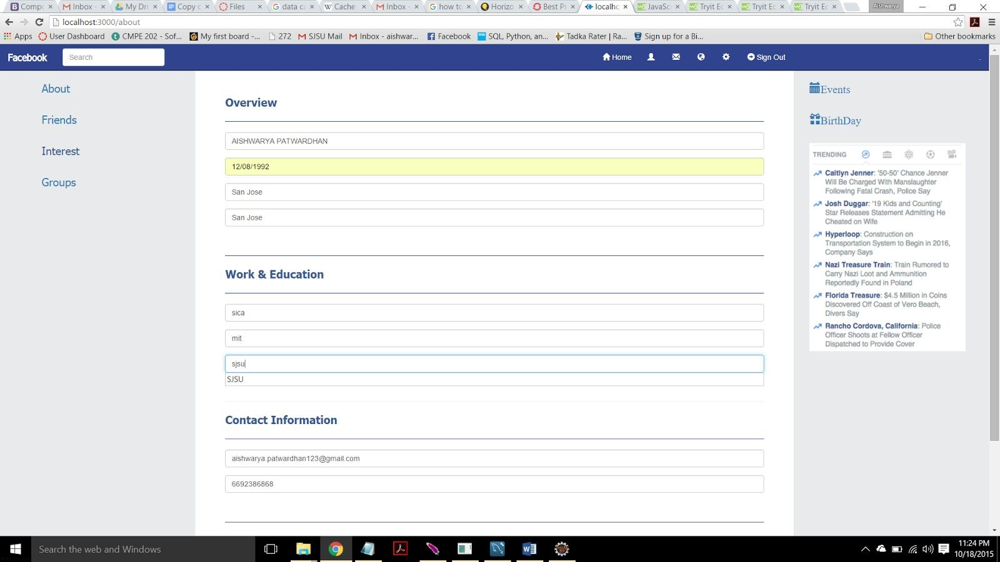 Compo
Inbox -
My Dri
Copy c
Files
data ca
Cache
Inbox -
how to
Horizo
Best Pr
localho
JavaSc
Tryit Ec
Tryit Ec
Tryit Ec
Aishwarya
localhost:3000/about
Apps
User Dashboard
CMPE 202 - Sof...
My first board -...
272
SJSU Mail
Inbox - aishwar...
Facebook
SQL, Python, an...
Tadka Rater | Ra...
Sign up for a Bi...
Other bookmarks
Facebook
Search
Home
Sign Out
About
Friends
Interest
Groups
Overview
AISHWARYA PATWARDHAN
12/08/1992
San Jose
San Jose
Work & Education
sica
mit
sjsu
SJSU
Contact Information
aishwarya.patwardhan123@gmail.com
6692386868
Events
BirthDay
TRENDING
Caitlyn Jenner: '50-50' Chance Jenner
Will Be Charged With Manslaughter
Following Fatal Crash, Police Say
Josh Duggar: '19 Kids and Counting'
Star Releases Statement Admitting He
Cheated on Wife
Hyperloop: Construction on
Transportation System to Begin in 2016,
Company Says
Nazi Treasure Train: Train Rumored to
Carry Nazi Loot and Ammunition
Reportedly Found in Poland
Florida Treasure: $4.5 Million in Coins
Discovered Off Coast of Vero Beach,
Divers Say
Rancho Cordova, California: Police
Officer Shoots at Fellow Officer
Dispatched to Provide Cover
Search the web and Windows
11:24 PM
10/18/2015